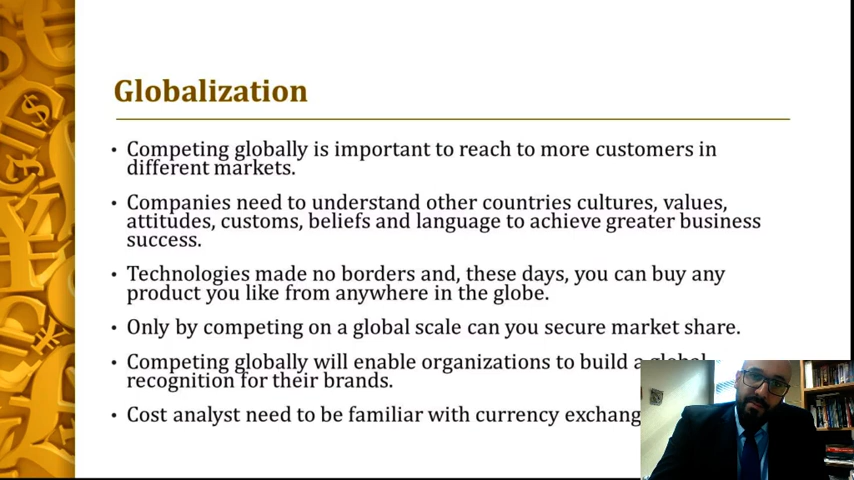 Globalization
• Competing globally is important to reach to more customers in
different markets.
• Companies need to understand other countries cultures, values,
attitudes, customs, beliefs and language to achieve greater business
success.
• Technologies made no borders and, these days, you can buy any
product you like from anywhere in the globe.
• Only by competing on a global scale can you secure market share.
• Competing globally will enable organizations to build a global
recognition for their brands.
• Cost analyst need to be familiar with currency exchang